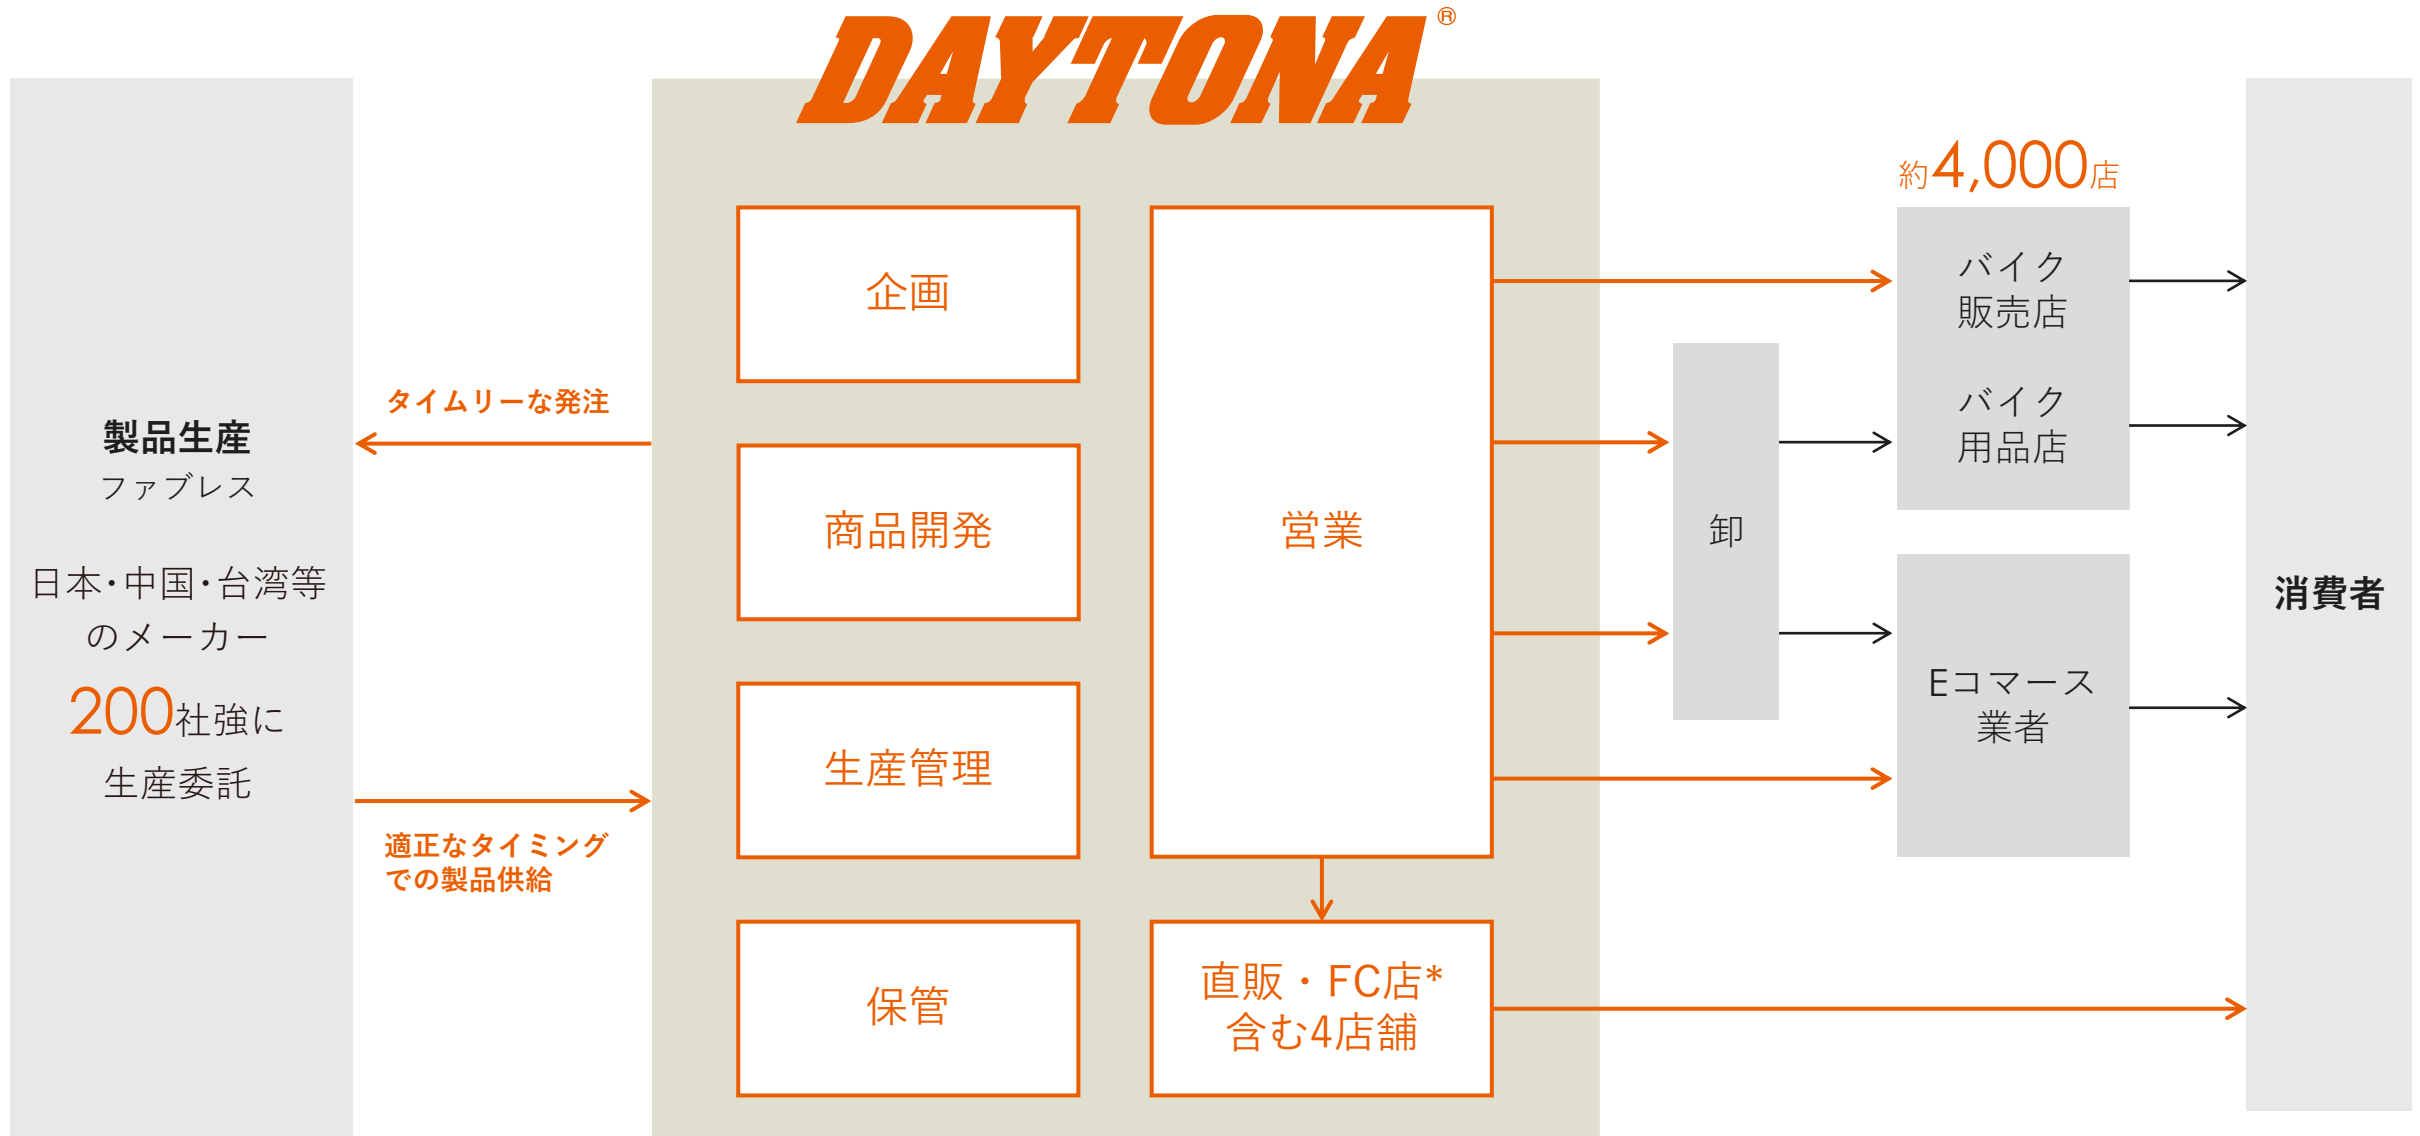 DAYTONA®
製品生産
ファブレス
日本・中国・台湾等
のメーカー
200社強に
生産委託
タイムリーな発注
適正なタイミング
での製品供給
企画
商品開発
生産管理
保管
営業
直販・FC店*
含む4店舗
卸
約4,000店
バイク
販売店
バイク
用品店
Eコマース
業者
消費者